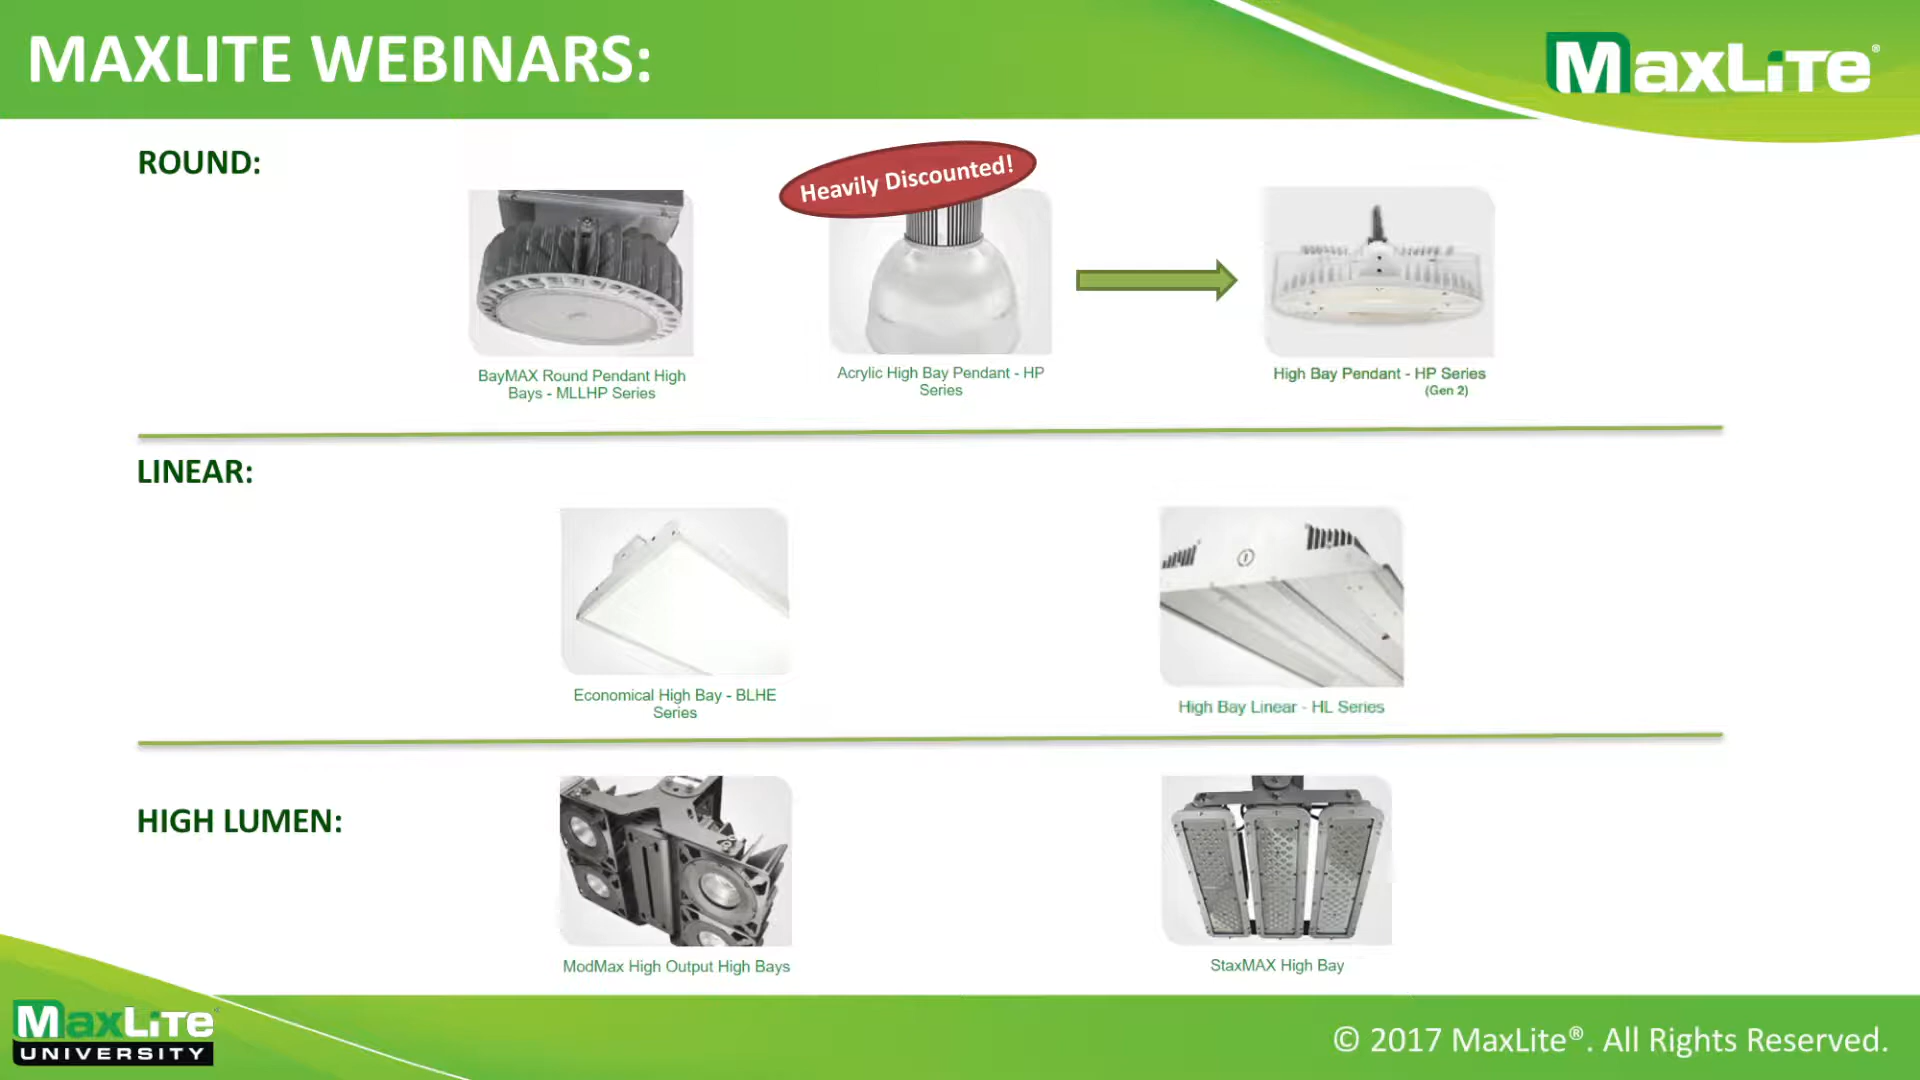 MAXLITE WEBINARS:
MaxLiTe®
ROUND:
Heavily Discounted!
BayMAX Round Pendant High
Bays - MLLHP Series
Acrylic High Bay Pendant - HP
Series
High Bay Pendant - HP Series
(Gen 2)
LINEAR:
Economical High Bay - BLHE
Series
High Bay Linear - HL Series
HIGH LUMEN:
ModMax High Output High Bays
StaxMAX High Bay
MaxLiTe
UNIVERSITY
© 2017 MaxLite®. All Rights Reserved.